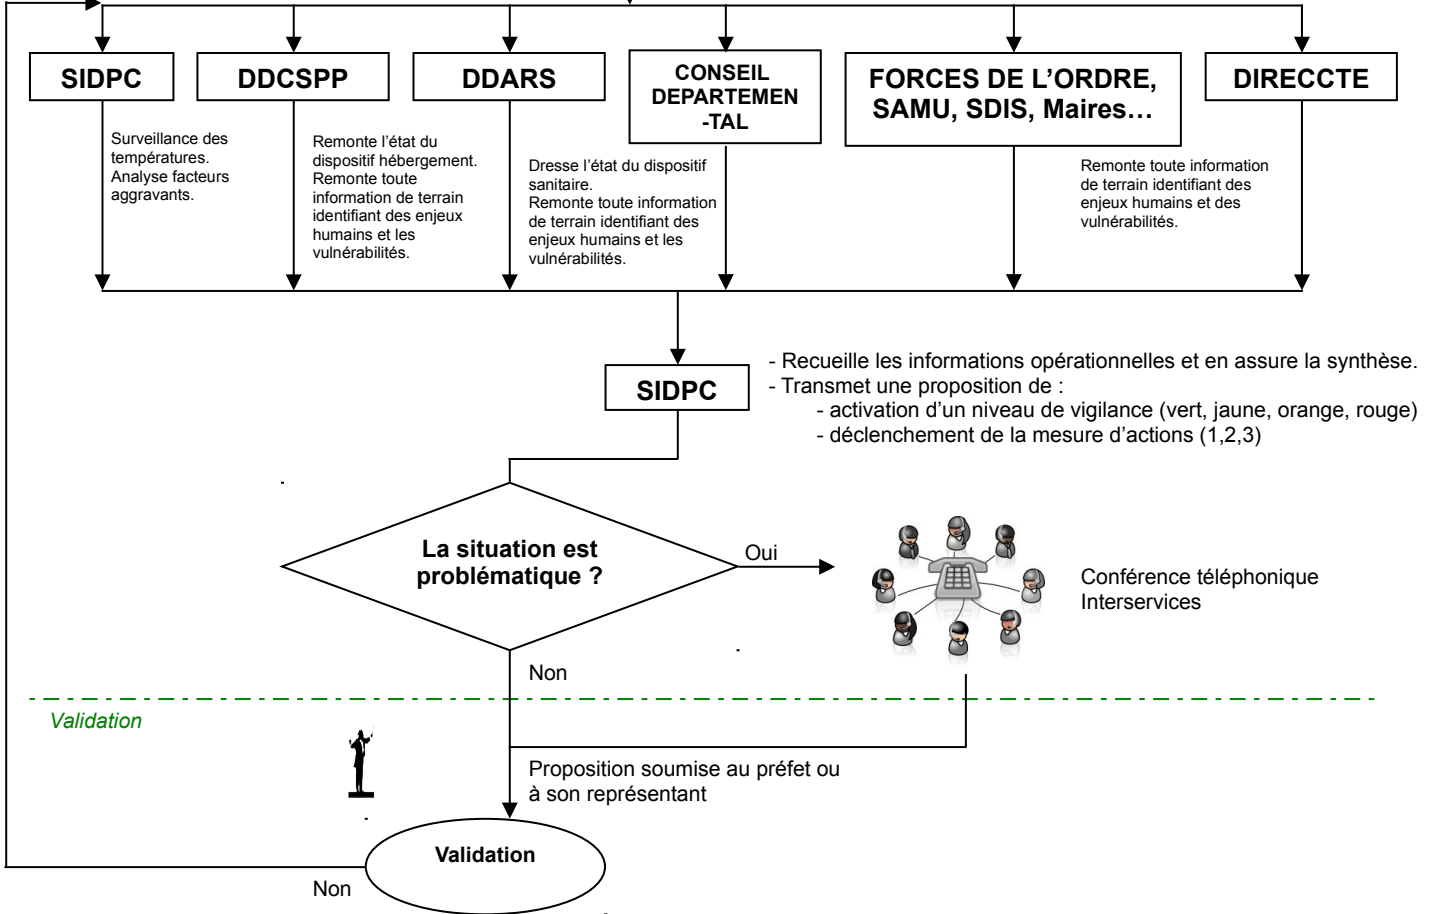 SIDPC
DDCSPP
DDARS
CONSEIL
DEPARTEMEN
-TAL
FORCES DE L’ORDRE,
SAMU, SDIS, Maires…
DIRECCTE
Surveillance des
températures.
Analyse facteurs
aggravants.
Remonte l’état du
dispositif hébergement.
Remonte toute
information de terrain
identifiant des enjeux
humains et les
vulnérabilités.
Dresse l’état du dispositif
sanitaire.
Remonte toute information
de terrain identifiant des
enjeux humains et les
vulnérabilités.
Remonte toute information
de terrain identifiant des
enjeux humains et des
vulnérabilités.
SIDPC
- Recueille les informations opérationnelles et en assure la synthèse.
- Transmet une proposition de :
- activation d’un niveau de vigilance (vert, jaune, orange, rouge)
- déclenchement de la mesure d’actions (1,2,3)
La situation est
problématique ?
Oui
Conférence téléphonique
Interservices
Non
Validation
Proposition soumise au préfet ou
à son représentant
Validation
Non